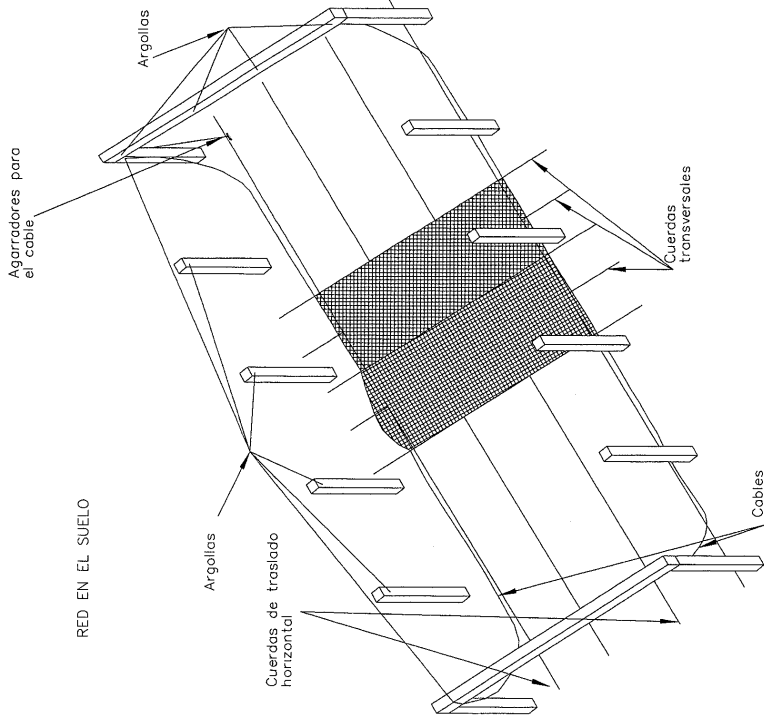 RED EN EL SUELO
Argollas
Cuerdas de traslado
horizontal
Agarradores para
el cable
Argollas
Cables
Cuerdas
transversales